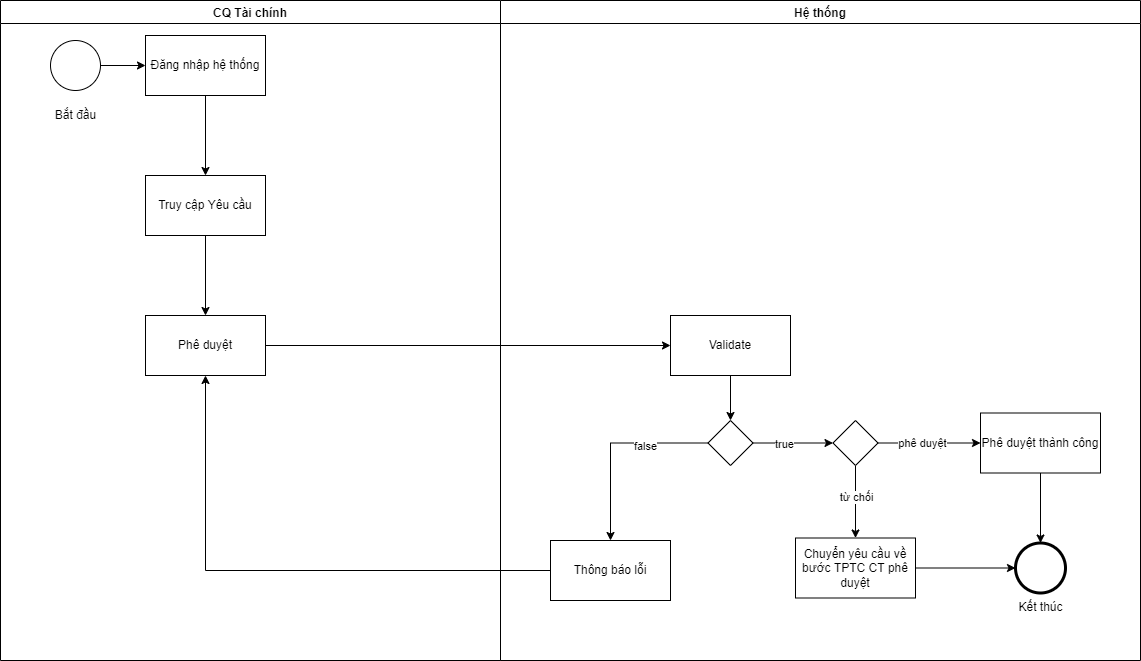 CQ Tài chính
Hệ thống
Đăng nhập hệ thống
Bắt đầu
Truy cập Yêu cầu
Phê duyệt
Validate
false
true
phê duyệt
Phê duyệt thành công
từ chối
Thông báo lỗi
Chuyển yêu cầu về
bước TPTC CT phê
duyệt
Kết thúc